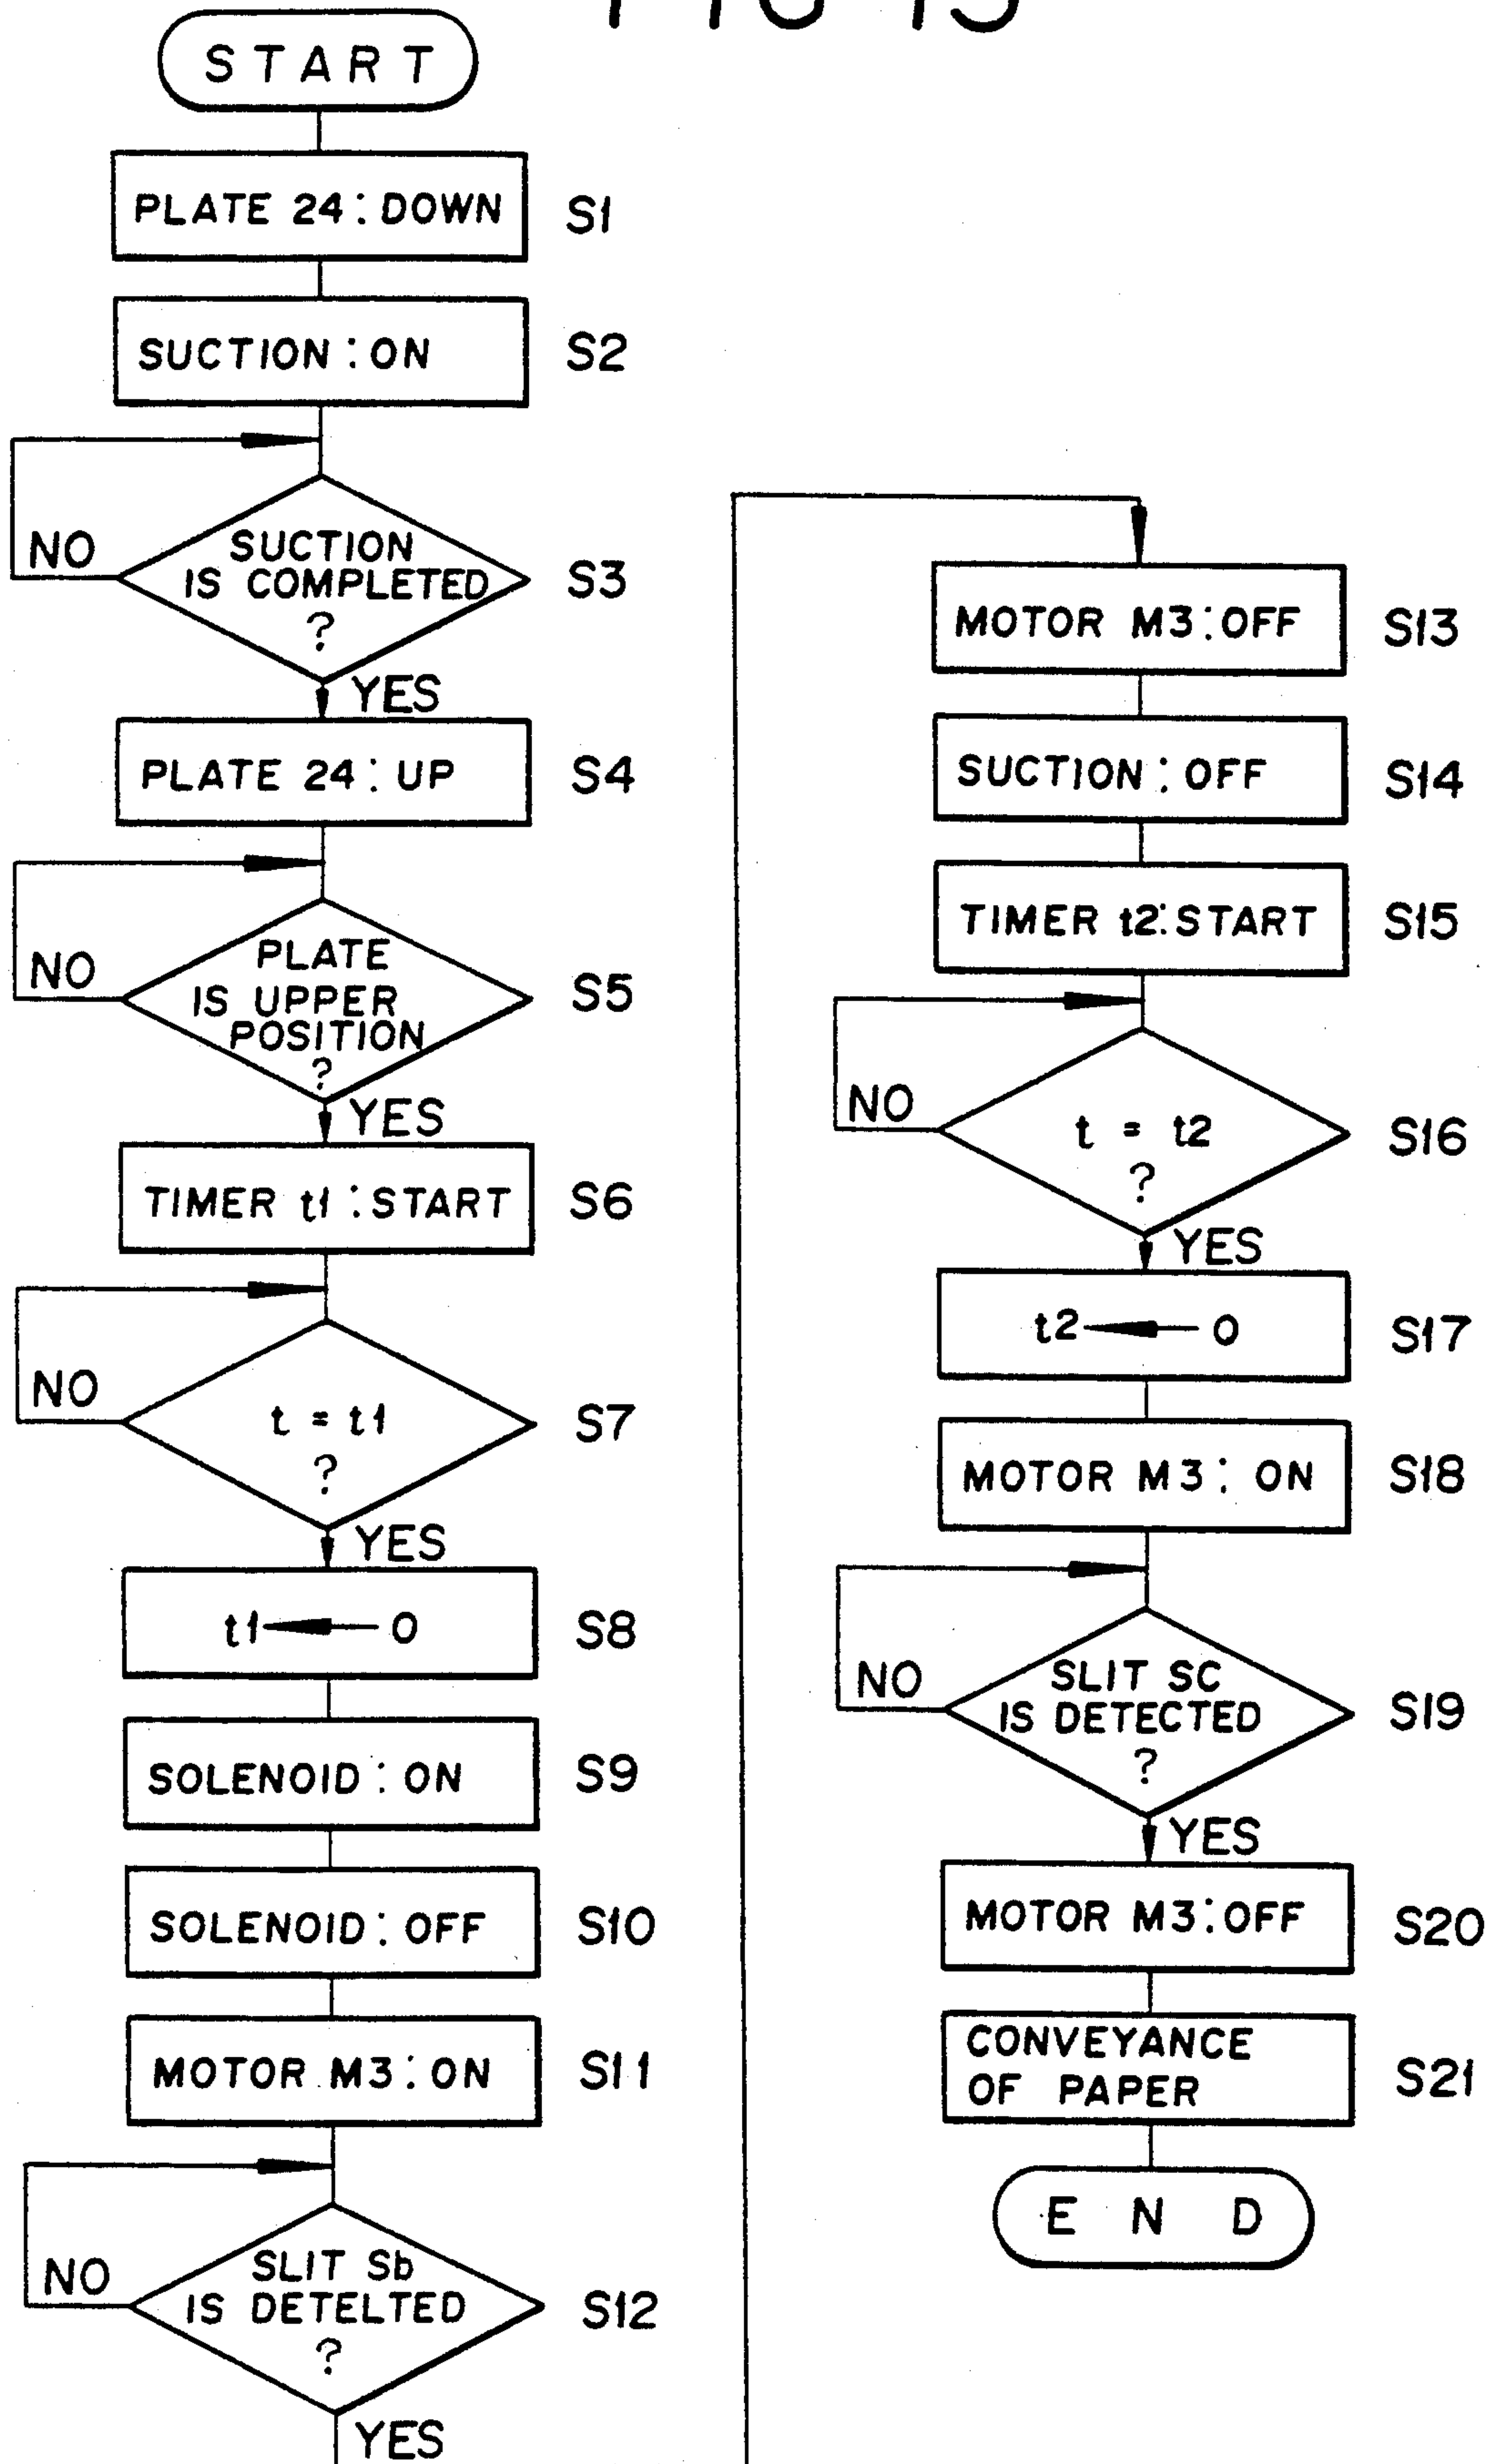 FIG 15
START
PLATE 24:DOWN S1
SUCTION:ON S2
NO
SUCTION
IS COMPLETED
?
S3
YES
PLATE 24:UP S4
NO
PLATE
IS UPPER
POSITION
?
S5
YES
TIMER t1:START S6
NO
t = t1
?
S7
YES
t1 ← 0 S8
SOLENOID:ON S9
SOLENOID:OFF S10
MOTOR M3:ON S11
NO
SLIT Sb
IS DETELTED
?
S12
YES
MOTOR M3:OFF S13
SUCTION:OFF S14
TIMER t2:START S15
NO
t = t2
?
S16
YES
t2 ← 0 S17
MOTOR M3: ON S18
NO
SLIT SC
IS DETECTED
?
S19
YES
MOTOR M3:OFF S20
CONVEYANCE
OF PAPER
S21
END